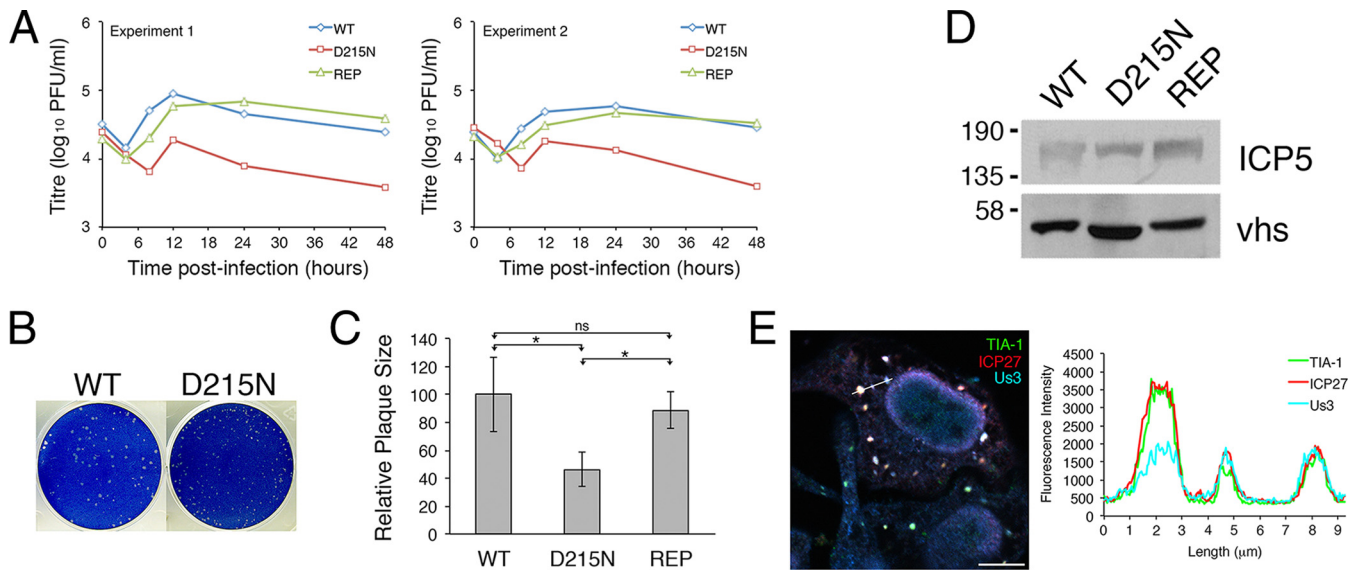 A
Experiment 1
WT
D215N
REP
Titre (log10 PFU/ml)
6
5
4
3
0 6 12 18 24 30 36 42 48
Time post-infection (hours)
Experiment 2
WT
D215N
REP
Titre (log10 PFU/ml)
6
5
4
3
0 6 12 18 24 30 36 42 48
Time post-infection (hours)
B
WT D215N
C
Relative Plaque Size
140
120
100
80
60
40
20
0
ns
* *
WT D215N REP
D
WT D215N REP
190
135
ICP5
58
vhs
E
TIA-1
ICP27
Us3
Fluorescence Intensity
4500
4000
3500
3000
2500
2000
1500
1000
500
0
TIA-1
ICP27
Us3
0 1 2 3 4 5 6 7 8 9
Length (µm)